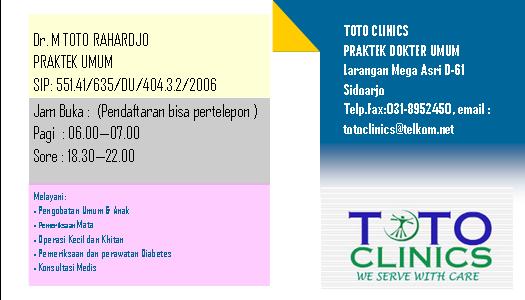 Dr. M TOTO RAHARDJO
PRAKTEK UMUM
SIP: 551.41/635/DU/404.3.2/2006
Jam Buka : (Pendaftaran bisa pertelepon )
Pagi : 06.00–07.00
Sore : 18.30–22.00
Melayani:
• Pengobatan Umum & Anak
• Pemeriksaan Mata
• Operasi Kecil dan Khitan
• Pemeriksaan dan perawatan Diabetes
• Konsultasi Medis
TOTO CLINICS
PRAKTEK DOKTER UMUM
Larangan Mega Asri D-61
Sidoarjo
Telp.Fax:031-8952450, email :
totoclinics@telkom.net
TOTO
CLINICS
WE SERVE WITH CARE